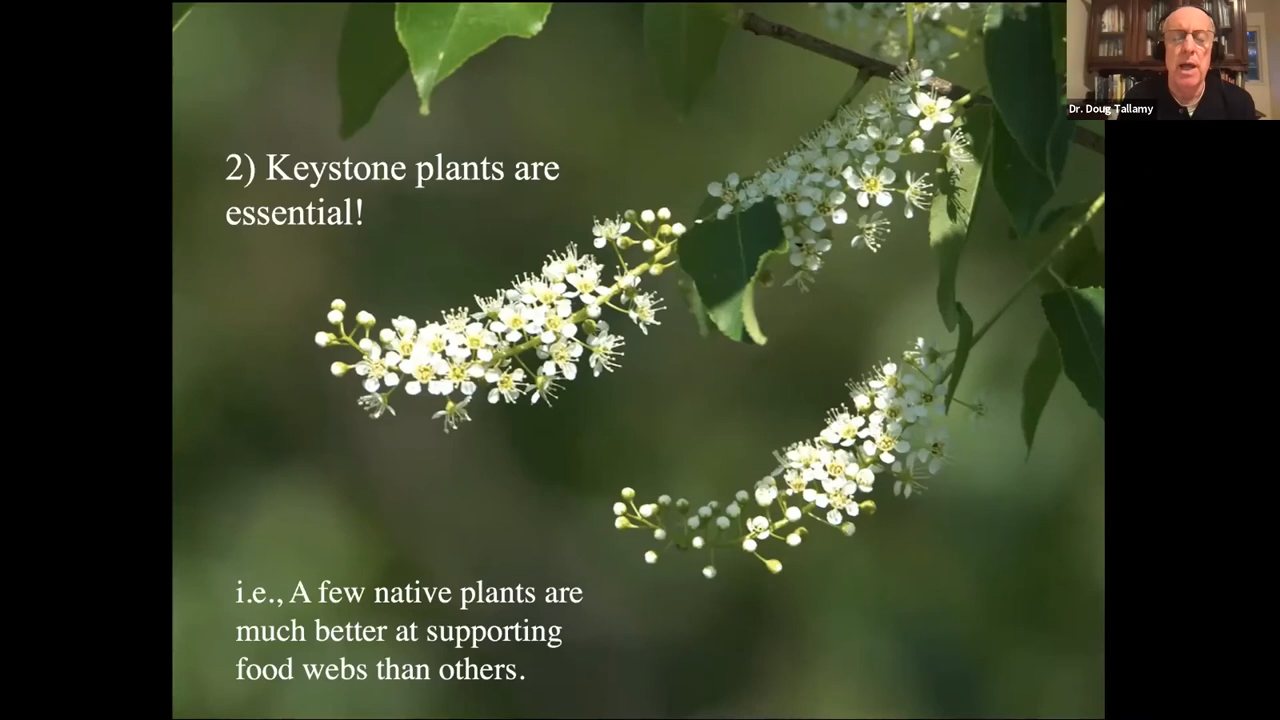 Dr. Doug Tallamy
2) Keystone plants are
essential!
i.e., A few native plants are
much better at supporting
food webs than others.